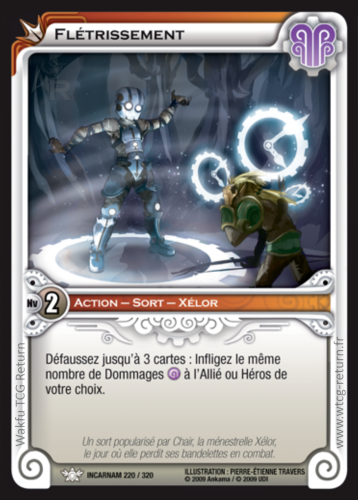 FLÉTRISSEMENT
Nv 2 ACTION – SORT – XÉLOR
Défaussez jusqu'à 3 cartes : Infligez le même
nombre de Dommages à l'Allié ou Héros de
votre choix.
Un sort popularisé par Chair, la ménestrelle Xélor,
le jour où elle perdit ses bandelettes en combat.
INCARNAM 220 / 320
ILLUSTRATION : PIERRE-ÉTIENNE TRAVERS
© 2009 Ankama / © 2009 UDI
Wakfu TCG Return
www.wtcg-return.fr